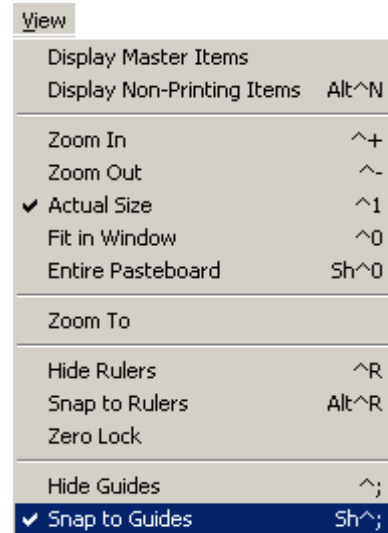 View
Display Master Items
Display Non-Printing Items Alt^N
Zoom In ^+
Zoom Out ^-
Actual Size ^1
Fit in Window ^0
Entire Pasteboard Sh^0
Zoom To
Hide Rulers ^R
Snap to Rulers Alt^R
Zero Lock
Hide Guides ^;
Snap to Guides Sh^;